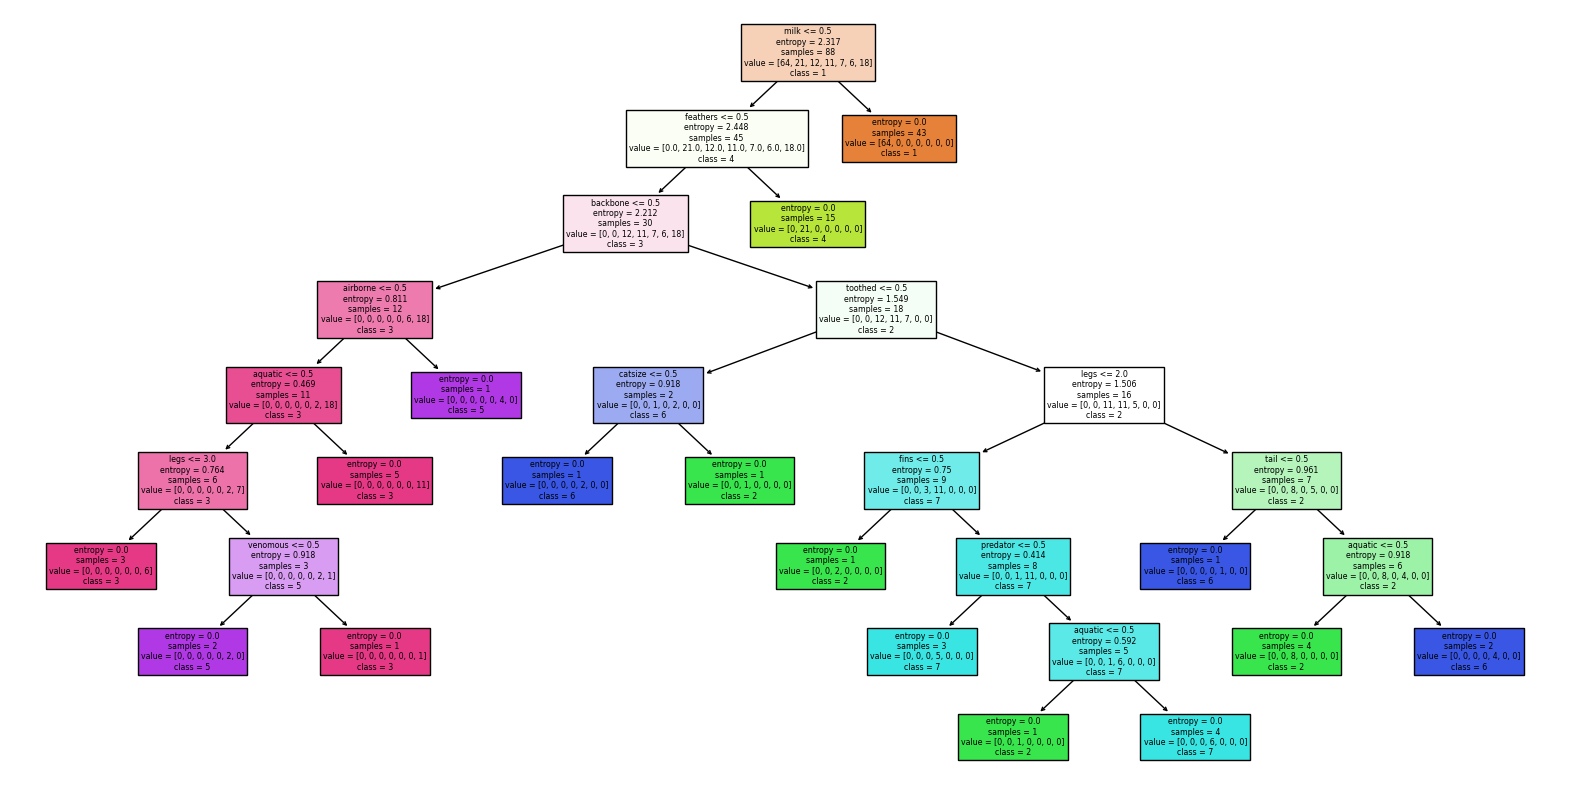 milk <= 0.5
entropy = 2.317
samples = 88
value = [64, 21, 12, 11, 7, 6, 18]
class = 1
feathers <= 0.5
entropy = 2.448
samples = 45
value = [0.0, 21.0, 12.0, 11.0, 7.0, 6.0, 18.0]
class = 4
entropy = 0.0
samples = 43
value = [64, 0, 0, 0, 0, 0, 0]
class = 1
backbone <= 0.5
entropy = 2.212
samples = 30
value = [0, 0, 12, 11, 7, 6, 18]
class = 3
entropy = 0.0
samples = 15
value = [0, 21, 0, 0, 0, 0, 0]
class = 4
airborne <= 0.5
entropy = 0.811
samples = 12
value = [0, 0, 0, 0, 0, 6, 18]
class = 3
toothed <= 0.5
entropy = 1.549
samples = 18
value = [0, 0, 12, 11, 7, 0, 0]
class = 2
aquatic <= 0.5
entropy = 0.469
samples = 11
value = [0, 0, 0, 0, 0, 2, 18]
class = 3
entropy = 0.0
samples = 1
value = [0, 0, 0, 0, 0, 4, 0]
class = 5
catsize <= 0.5
entropy = 0.918
samples = 2
value = [0, 0, 1, 0, 2, 0, 0]
class = 6
legs <= 2.0
entropy = 1.506
samples = 16
value = [0, 0, 11, 11, 5, 0, 0]
class = 2
legs <= 3.0
entropy = 0.764
samples = 6
value = [0, 0, 0, 0, 0, 2, 7]
class = 3
entropy = 0.0
samples = 5
value = [0, 0, 0, 0, 0, 0, 11]
class = 3
entropy = 0.0
samples = 1
value = [0, 0, 0, 0, 2, 0, 0]
class = 6
entropy = 0.0
samples = 1
value = [0, 0, 1, 0, 0, 0, 0]
class = 2
fins <= 0.5
entropy = 0.75
samples = 9
value = [0, 0, 3, 11, 0, 0, 0]
class = 7
tail <= 0.5
entropy = 0.961
samples = 7
value = [0, 0, 8, 0, 5, 0, 0]
class = 2
entropy = 0.0
samples = 3
value = [0, 0, 0, 0, 0, 0, 6]
class = 3
venomous <= 0.5
entropy = 0.918
samples = 3
value = [0, 0, 0, 0, 0, 2, 1]
class = 5
entropy = 0.0
samples = 1
value = [0, 0, 2, 0, 0, 0, 0]
class = 2
predator <= 0.5
entropy = 0.414
samples = 8
value = [0, 0, 1, 11, 0, 0, 0]
class = 7
entropy = 0.0
samples = 1
value = [0, 0, 0, 0, 1, 0, 0]
class = 6
aquatic <= 0.5
entropy = 0.918
samples = 6
value = [0, 0, 8, 0, 4, 0, 0]
class = 2
entropy = 0.0
samples = 2
value = [0, 0, 0, 0, 0, 2, 0]
class = 5
entropy = 0.0
samples = 1
value = [0, 0, 0, 0, 0, 0, 1]
class = 3
entropy = 0.0
samples = 3
value = [0, 0, 0, 5, 0, 0, 0]
class = 7
aquatic <= 0.5
entropy = 0.592
samples = 5
value = [0, 0, 1, 6, 0, 0, 0]
class = 7
entropy = 0.0
samples = 4
value = [0, 0, 8, 0, 0, 0, 0]
class = 2
entropy = 0.0
samples = 2
value = [0, 0, 0, 0, 4, 0, 0]
class = 6
entropy = 0.0
samples = 1
value = [0, 0, 1, 0, 0, 0, 0]
class = 2
entropy = 0.0
samples = 4
value = [0, 0, 0, 6, 0, 0, 0]
class = 7